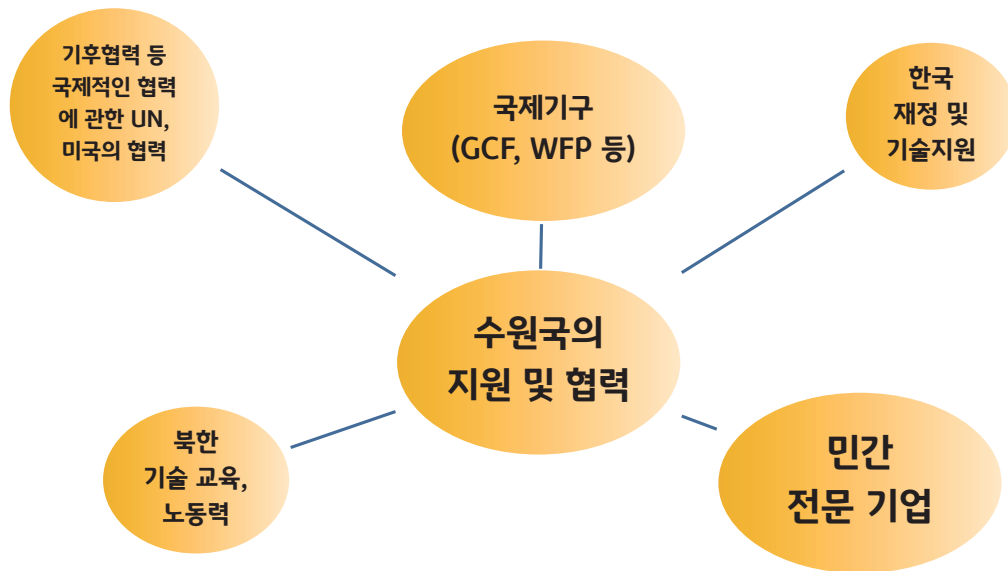 기후협력 등
국제적인 협력
에 관한 UN,
미국의 협력
국제기구
(GCF, WFP 등)
한국
재정 및
기술지원
수원국의
지원 및 협력
북한
기술 교육,
노동력
민간
전문 기업